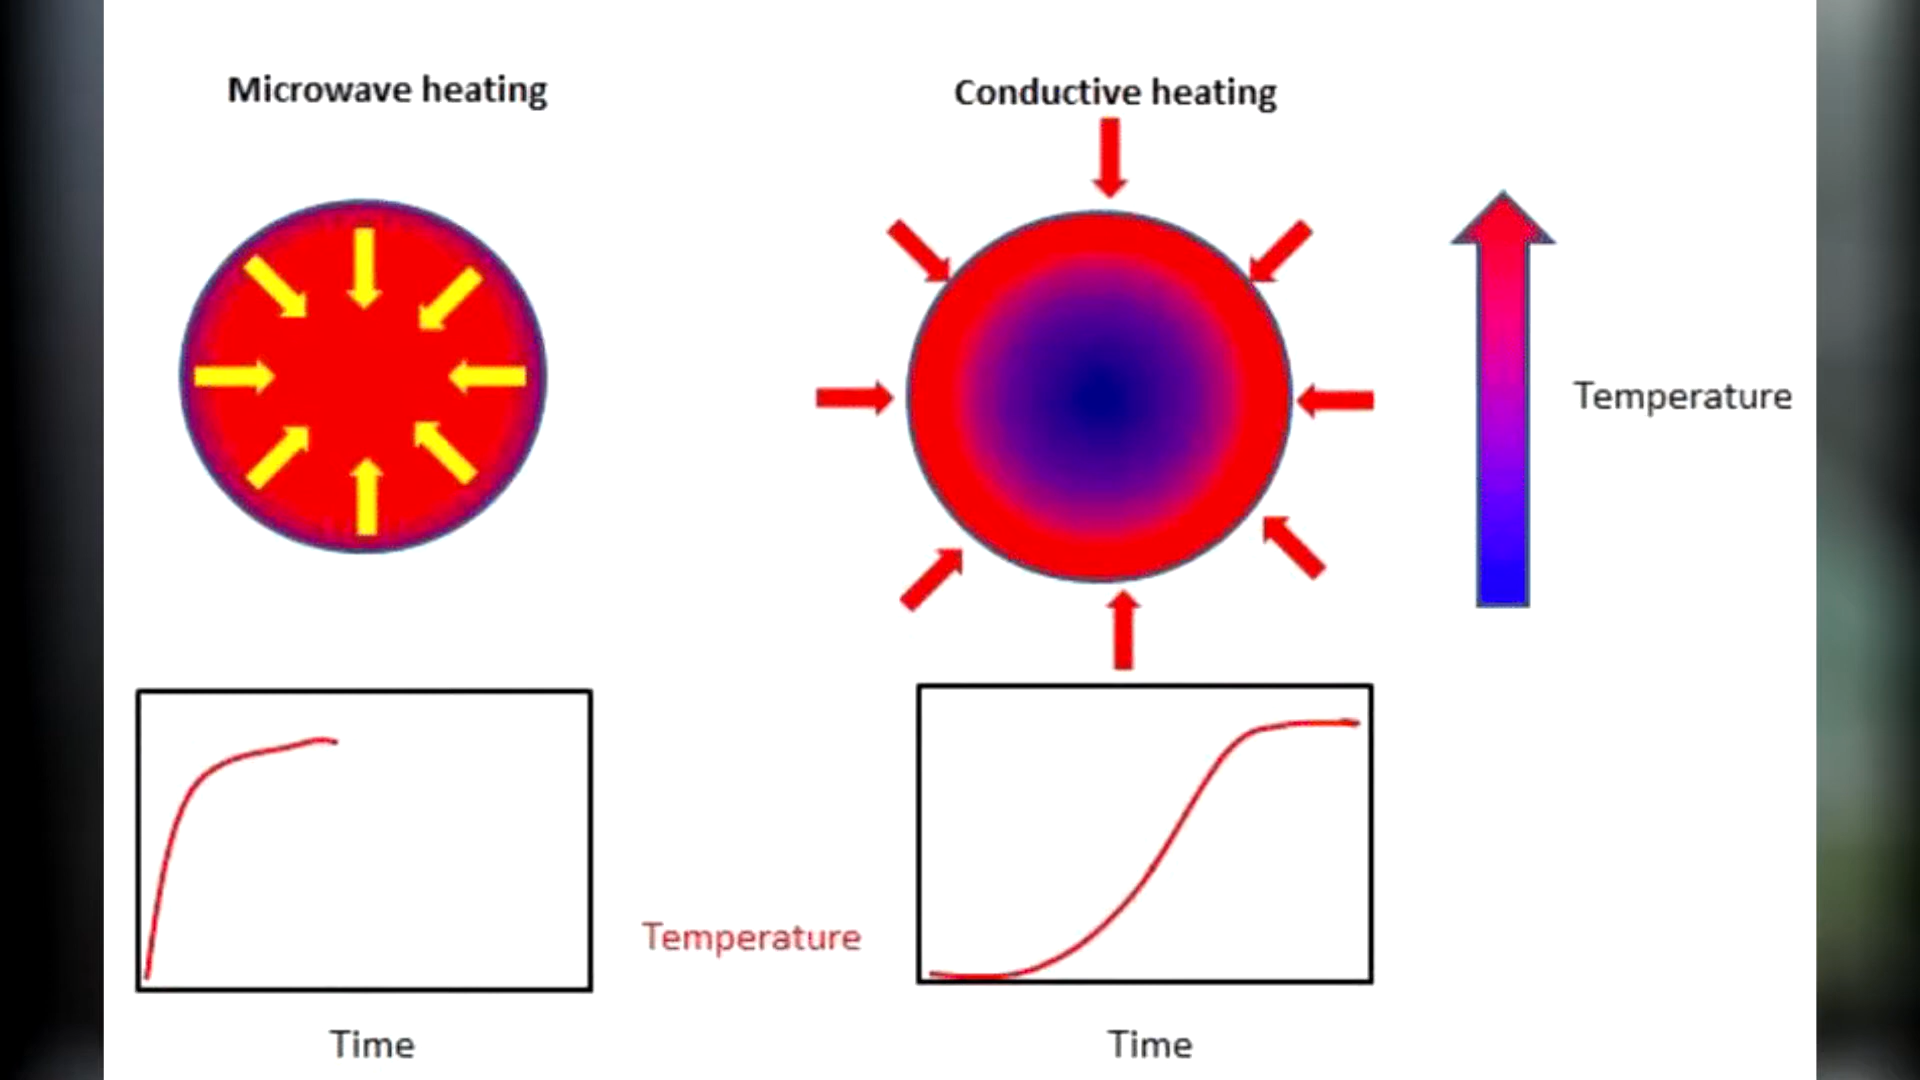 Microwave heating
Conductive heating
Temperature
Temperature
Time
Time